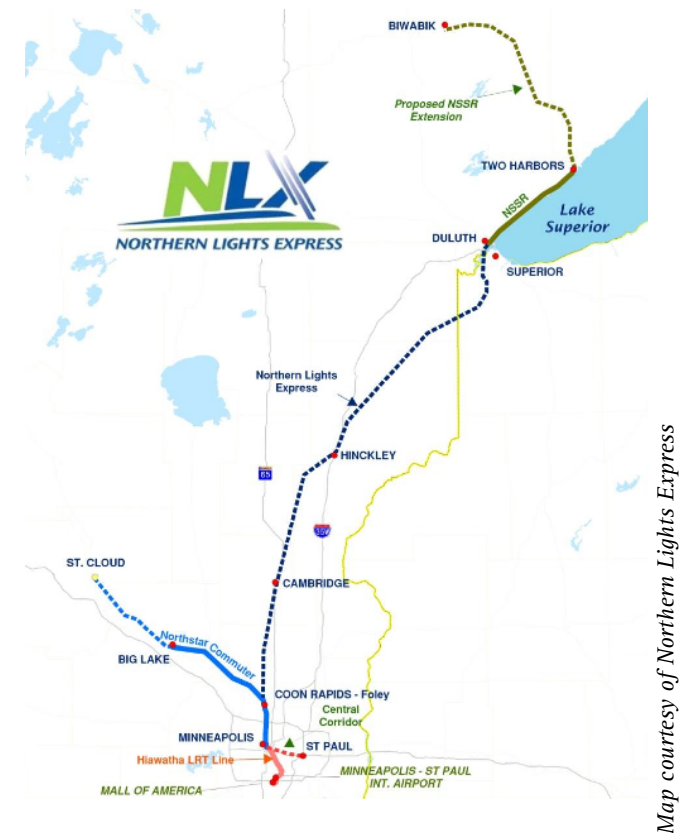 BIWABIK
Proposed NSSR
Extension
TWO HARBORS
NLX
NORTHERN LIGHTS EXPRESS
NSSR
Lake
Superior
DULUTH
SUPERIOR
Northern Lights
Express
HINCKLEY
65
ST. CLOUD
CAMBRIDGE
Northstar Commuter
BIG LAKE
COON RAPIDS - Foley
Central
Corridor
MINNEAPOLIS
ST PAUL
Hiawatha LRT Line
MINNEAPOLIS - ST PAUL
INT. AIRPORT
MALL OF AMERICA
Map courtesy of Northern Lights Express